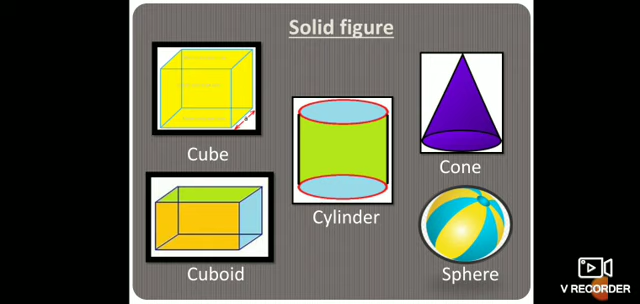 Solid figure
Cube
Cone
Cylinder
Cuboid
Sphere
V RECORDER